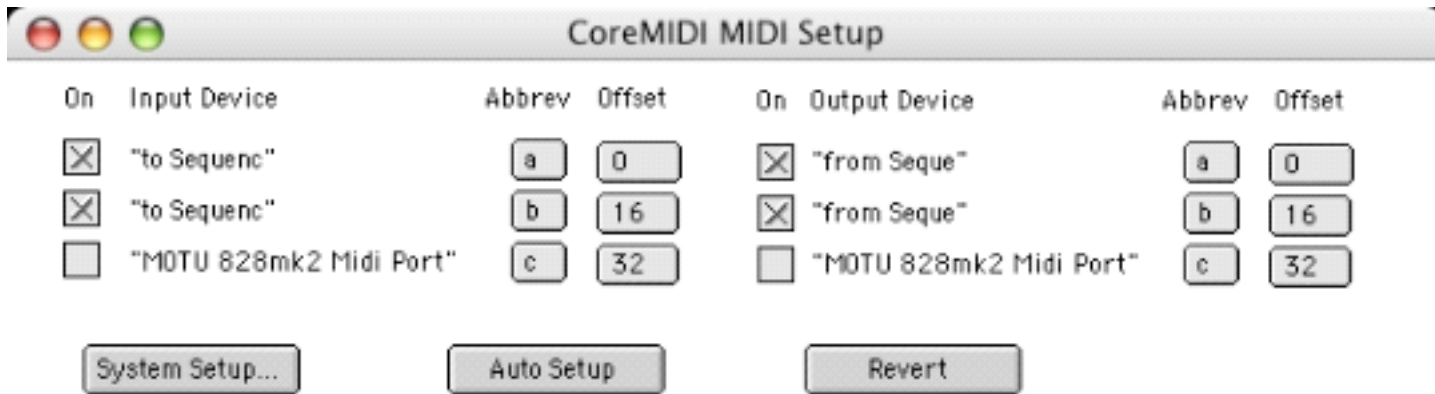 CoreMIDI MIDI Setup
On Input Device Abbrev Offset On Output Device Abbrev Offset
"to Sequenc" a 0 "from Seque" a 0
"to Sequenc" b 16 "from Seque" b 16
"MOTU 828mk2 Midi Port" c 32 "MOTU 828mk2 Midi Port" c 32
System Setup... Auto Setup Revert